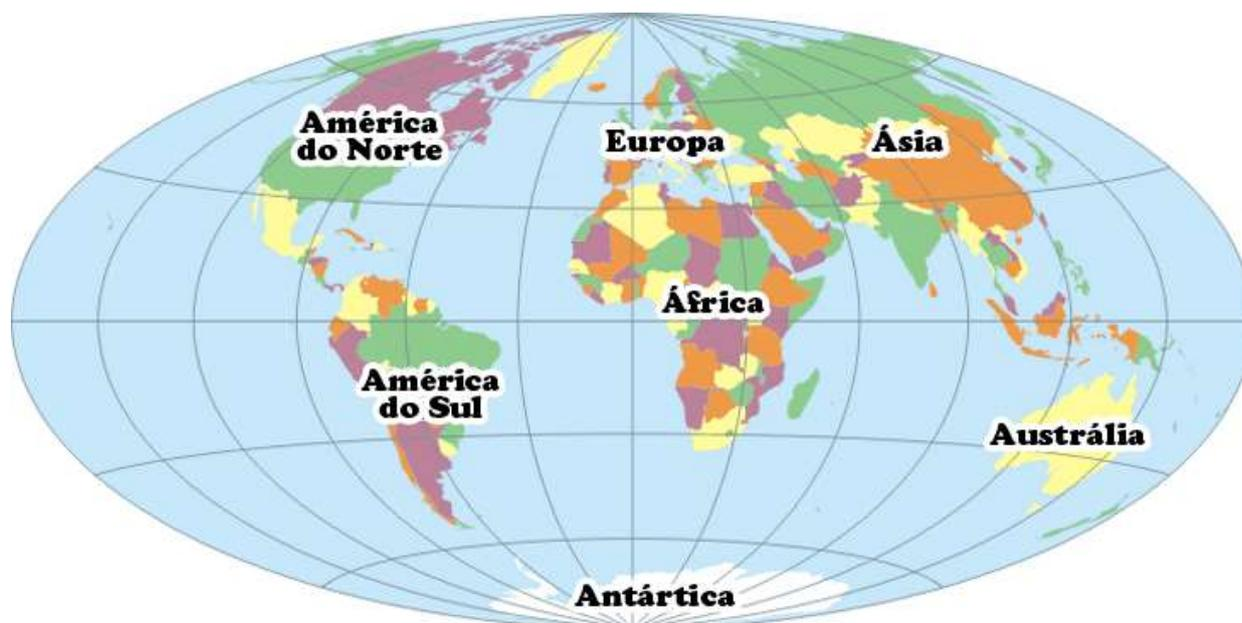 América
do Norte
Europa
Ásia
África
América
do Sul
Austrália
Antártica